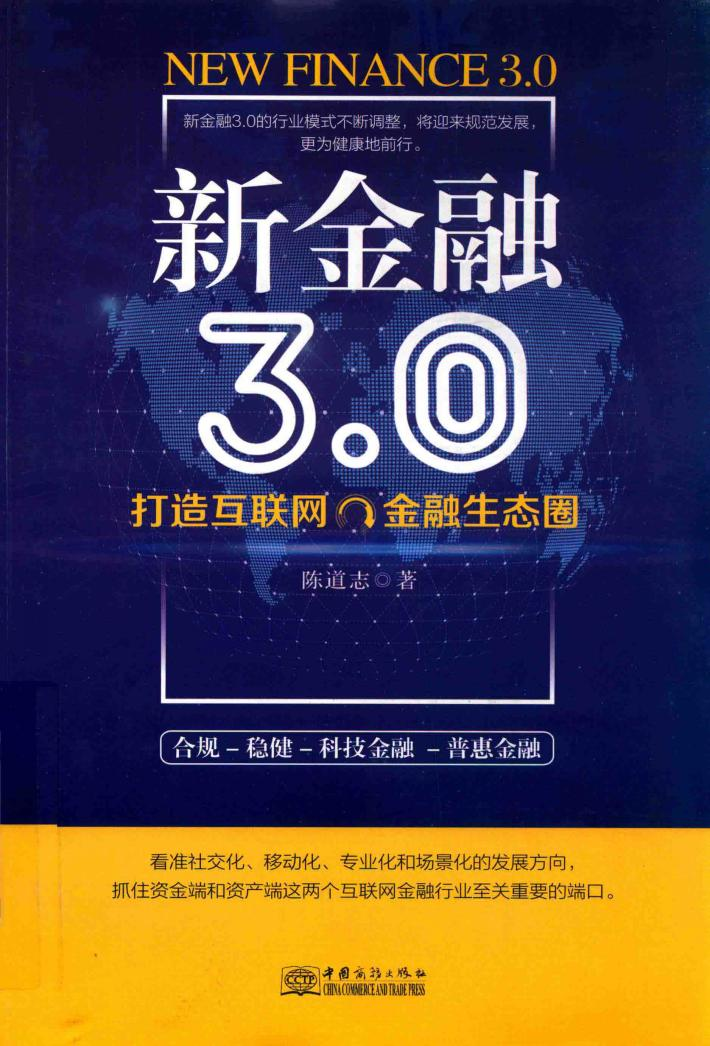 NEW FINANCE 3.0
新金融3.0的行业模式不断调整，将迎来规范发展，
更为健康地前行。
新金融
3.0
打造互联网 金融生态圈
陈道志◎著
合规－稳健－科技金融－普惠金融
看准社交化、移动化、专业化和场景化的发展方向，
抓住资金端和资产端这两个互联网金融行业至关重要的端口。
CCTP
中国商务出版社
CHINA COMMERCE AND TRADE PRESS